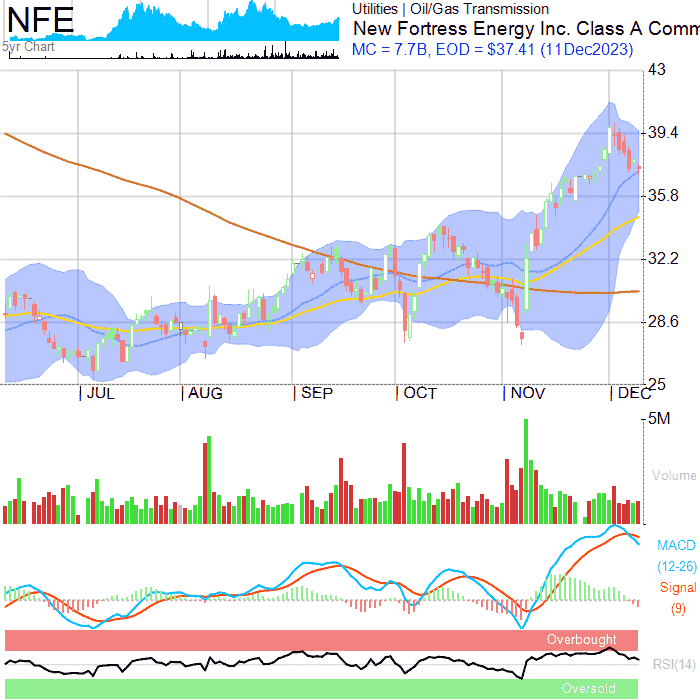 NFE
5yr Chart
Utilities | Oil/Gas Transmission
New Fortress Energy Inc. Class A Comm
MC = 7.7B, EOD = $37.41 (11Dec2023)
43
39.4
35.8
32.2
28.6
25
| JUL | AUG | SEP | OCT | NOV | DEC
5M
Volume
MACD
(12-26)
Signal
(9)
Overbought
RSI(14)
Oversold